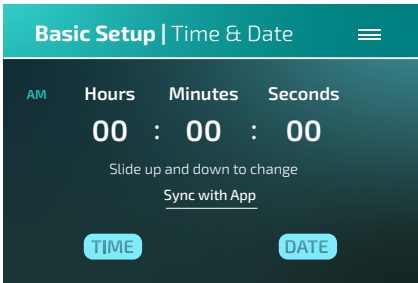 Basic Setup | Time & Date
AM Hours Minutes Seconds
00 : 00 : 00
Slide up and down to change
Sync with App
TIME DATE